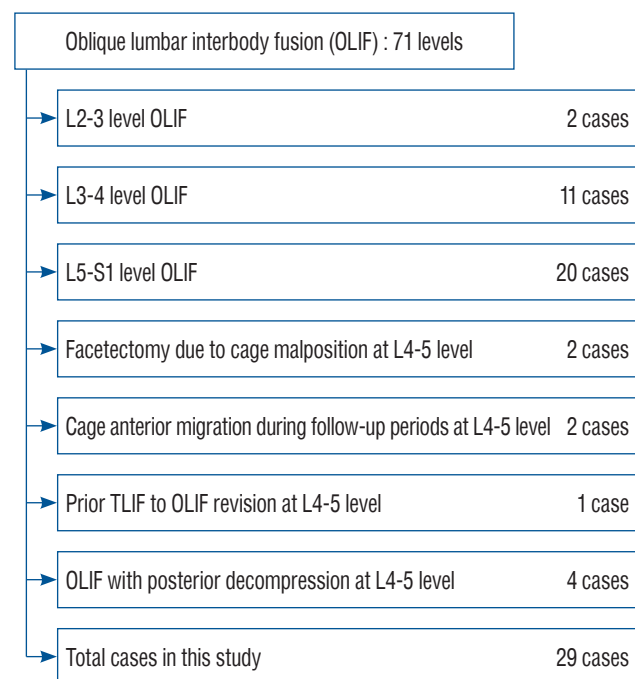 Oblique lumbar interbody fusion (OLIF) : 71 levels
L2-3 level OLIF 2 cases
L3-4 level OLIF 11 cases
L5-S1 level OLIF 20 cases
Facetectomy due to cage malposition at L4-5 level 2 cases
Cage anterior migration during follow-up periods at L4-5 level 2 cases
Prior TLIF to OLIF revision at L4-5 level 1 case
OLIF with posterior decompression at L4-5 level 4 cases
Total cases in this study 29 cases